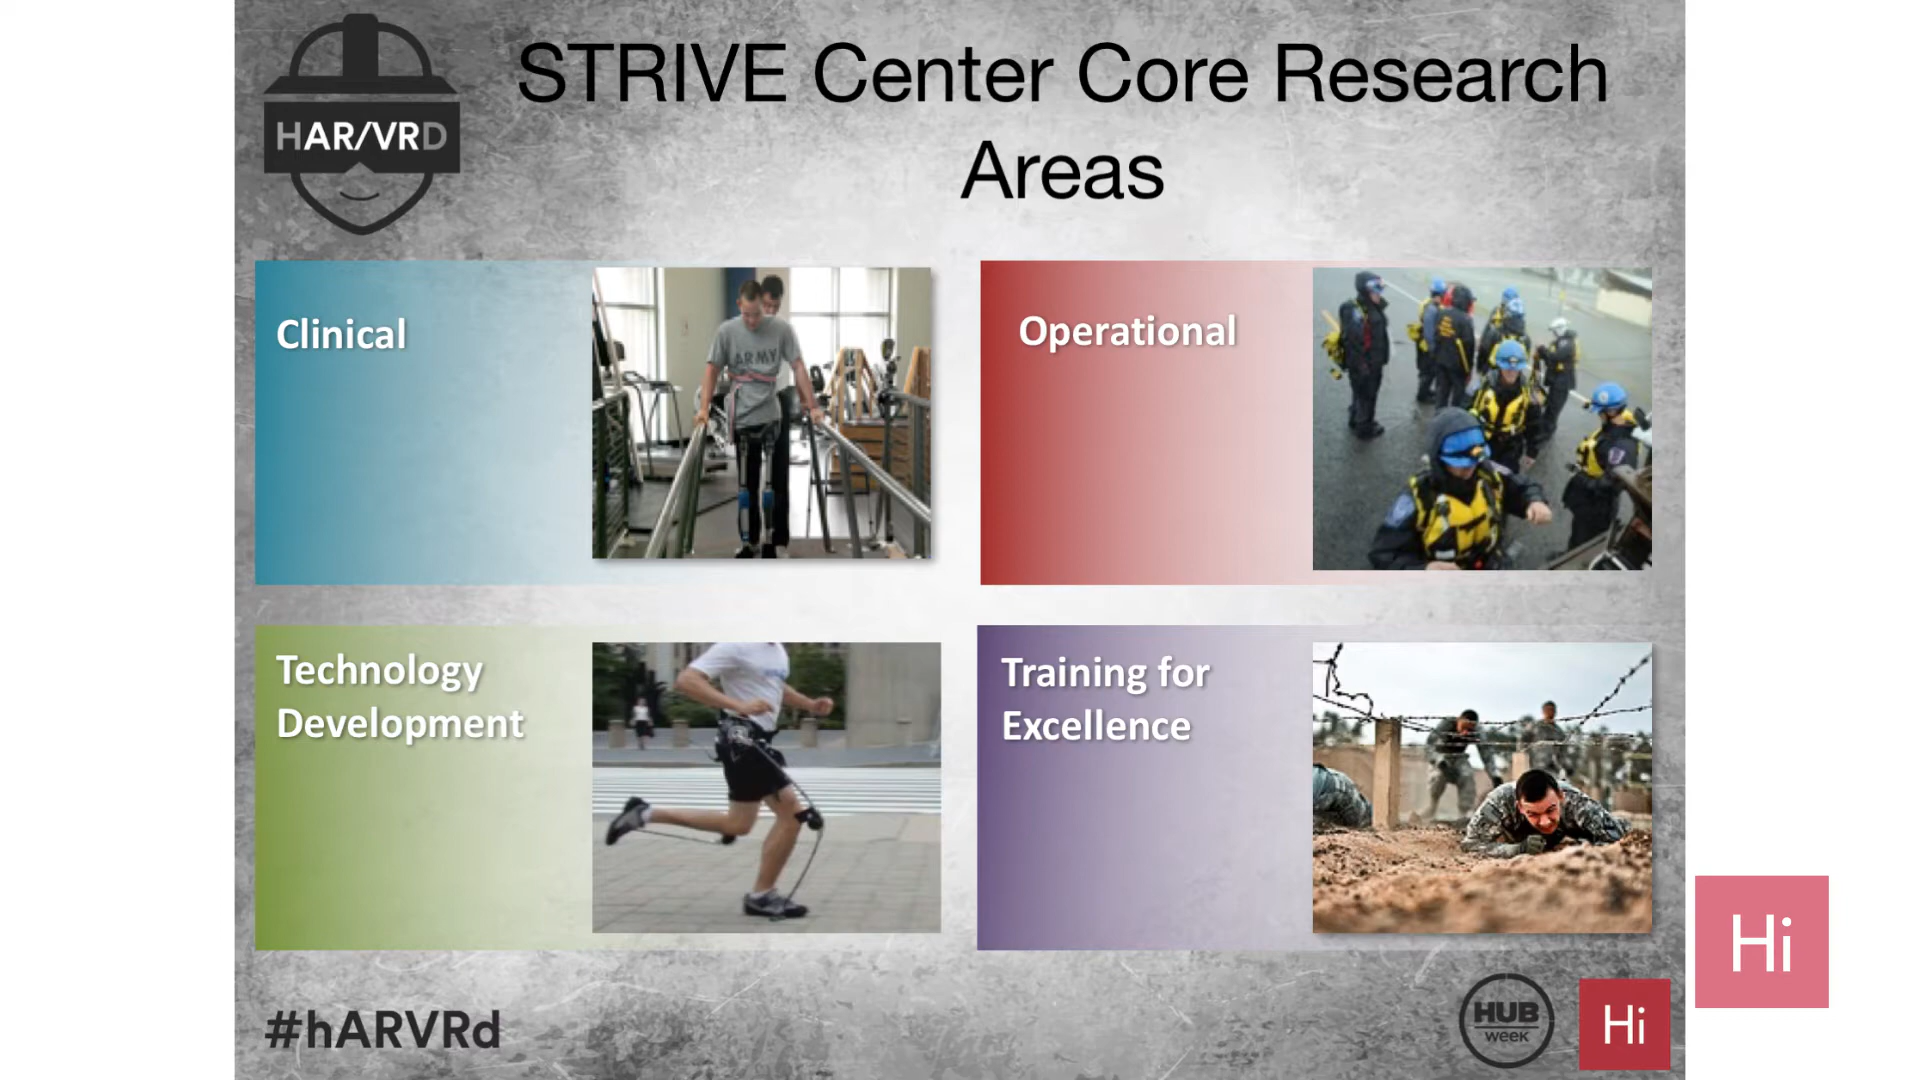 HAR/VRD
STRIVE Center Core Research
Areas
Clinical
ARMY
Operational
Technology
Development
Training for
Excellence
#hARVRd
HUB
week
Hi
Hi